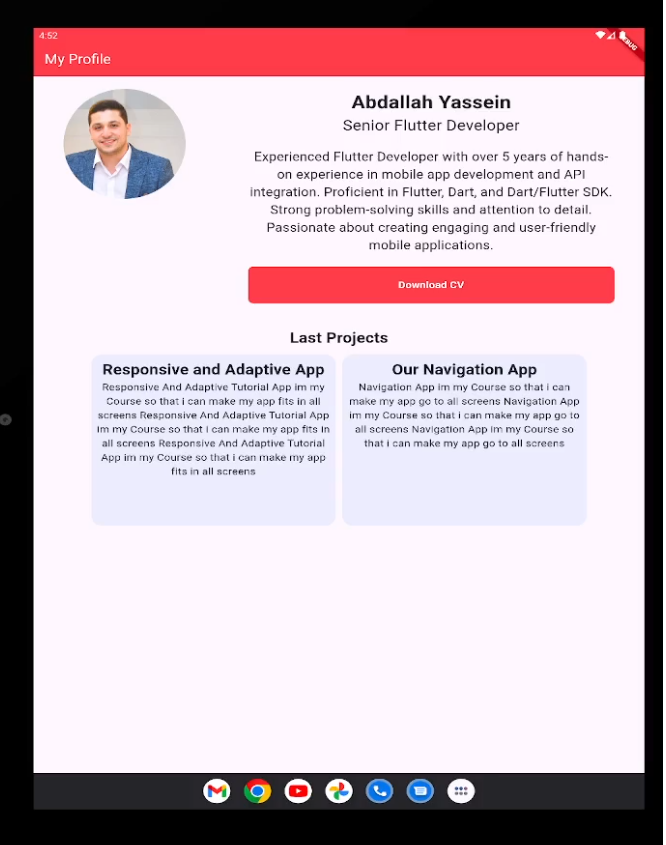 4:52
DEBUG
My Profile
Abdallah Yassein
Senior Flutter Developer
Experienced Flutter Developer with over 5 years of hands-
on experience in mobile app development and API
integration. Proficient in Flutter, Dart, and Dart/Flutter SDK.
Strong problem-solving skills and attention to detail.
Passionate about creating engaging and user-friendly
mobile applications.
Download CV
Last Projects
Responsive and Adaptive App
Responsive And Adaptive Tutorial App im my
Course so that i can make my app fits in all
screens Responsive And Adaptive Tutorial App
im my Course so that i can make my app fits in
all screens Responsive And Adaptive Tutorial
App im my Course so that i can make my app
fits in all screens
Our Navigation App
Navigation App im my Course so that i can
make my app go to all screens Navigation App
im my Course so that i can make my app go to
all screens Navigation App im my Course so
that i can make my app go to all screens